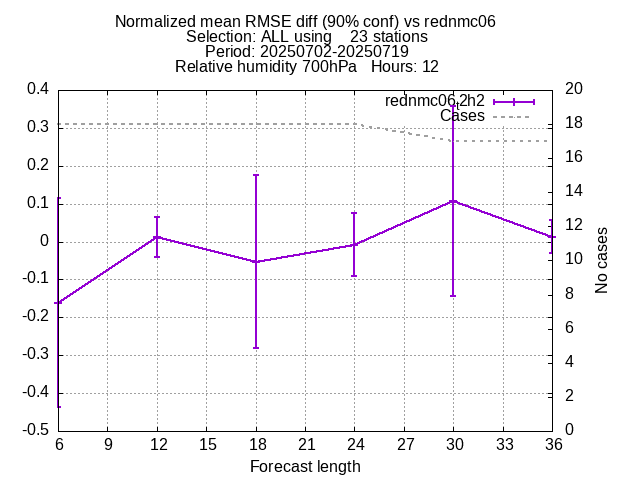 Normalized mean RMSE diff (90% conf) vs rednmc06
Selection: ALL using    23 stations
Period: 20250702-20250719
Relative humidity 700hPa   Hours: 12
0.4
0.3
0.2
0.1
0
-0.1
-0.2
-0.3
-0.4
-0.5
rednmc06,2h2
Cases
20
18
16
14
12
10
8
6
4
2
0
No cases
6 9 12 15 18 21 24 27 30 33 36
Forecast length